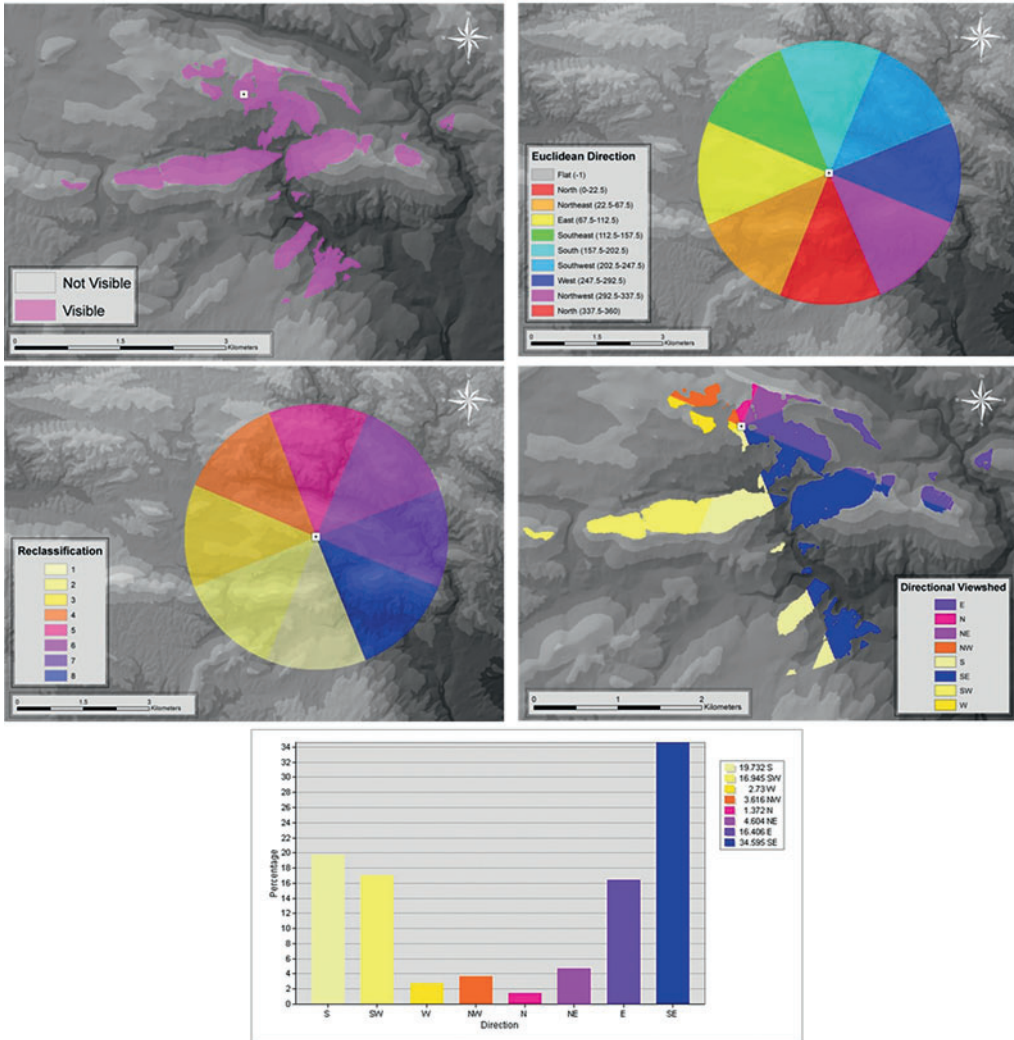 Not Visible
Visible
0 1.5 3
Kilometers
Euclidean Direction
Flat (-1)
North (0-22.5)
Northeast (22.5-67.5)
East (67.5-112.5)
Southeast (112.5-157.5)
South (157.5-202.5)
Southwest (202.5-247.5)
West (247.5-292.5)
Northwest (292.5-337.5)
North (337.5-360)
0 1.5 3
Kilometers
Reclassification
1
2
3
4
5
6
7
8
0 1.5 3
Kilometers
Directional Viewshed
E
N
NE
NW
S
SE
SW
W
0 1 2
Kilometers
34
32
30
28
26
24
22
20
18
16
14
12
10
8
6
4
2
0
Percentage
S SW W NW N NE E SE
Direction
19.732 S
16.945 SW
2.73 W
3.616 NW
1.372 N
4.604 NE
16.406 E
34.595 SE